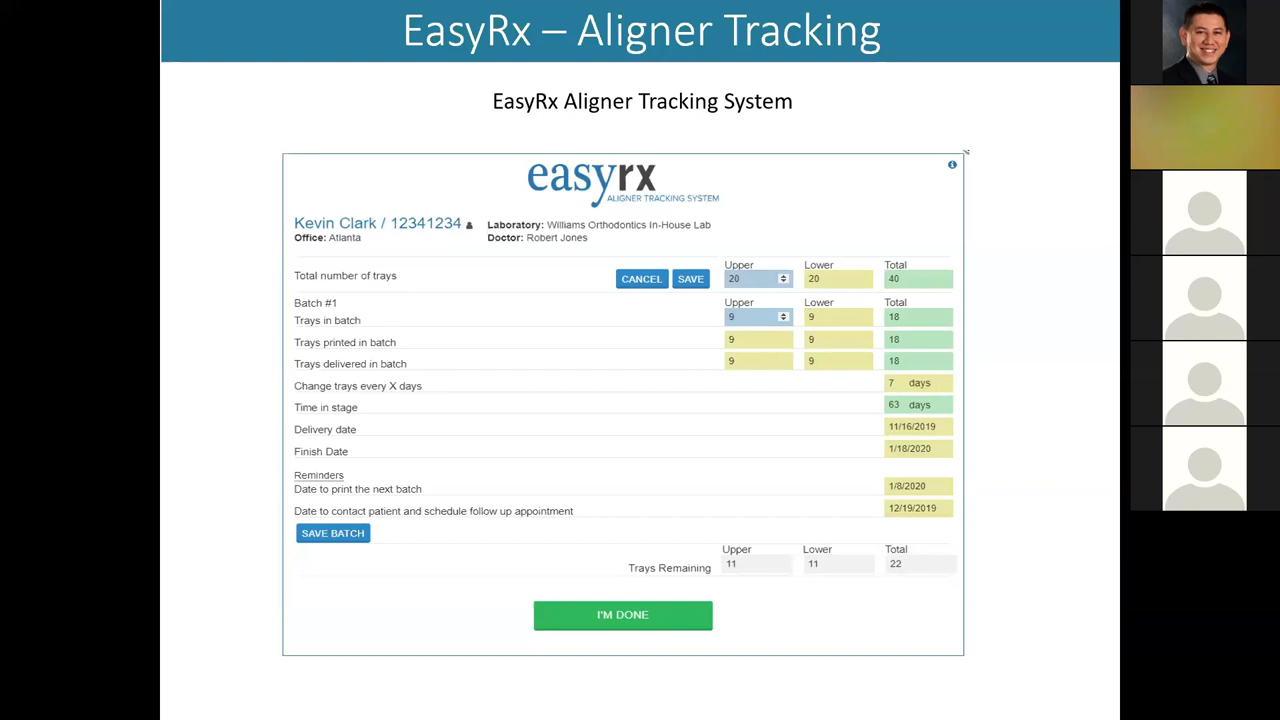 EasyRx – Aligner Tracking
EasyRx Aligner Tracking System
easyrx
ALIGNER TRACKING SYSTEM
Kevin Clark / 12341234 Laboratory: Williams Orthodontics In-House Lab
Office: Atlanta Doctor: Robert Jones
Upper Lower Total
Total number of trays CANCEL SAVE 20 20 40
Batch #1 Upper Lower Total
Trays in batch 9 9 18
Trays printed in batch 9 9 18
Trays delivered in batch 9 9 18
Change trays every X days 7 days
Time in stage 63 days
Delivery date 11/16/2019
Finish Date 1/18/2020
Reminders
Date to print the next batch 1/8/2020
Date to contact patient and schedule follow up appointment 12/19/2019
SAVE BATCH
Upper Lower Total
Trays Remaining 11 11 22
I'M DONE